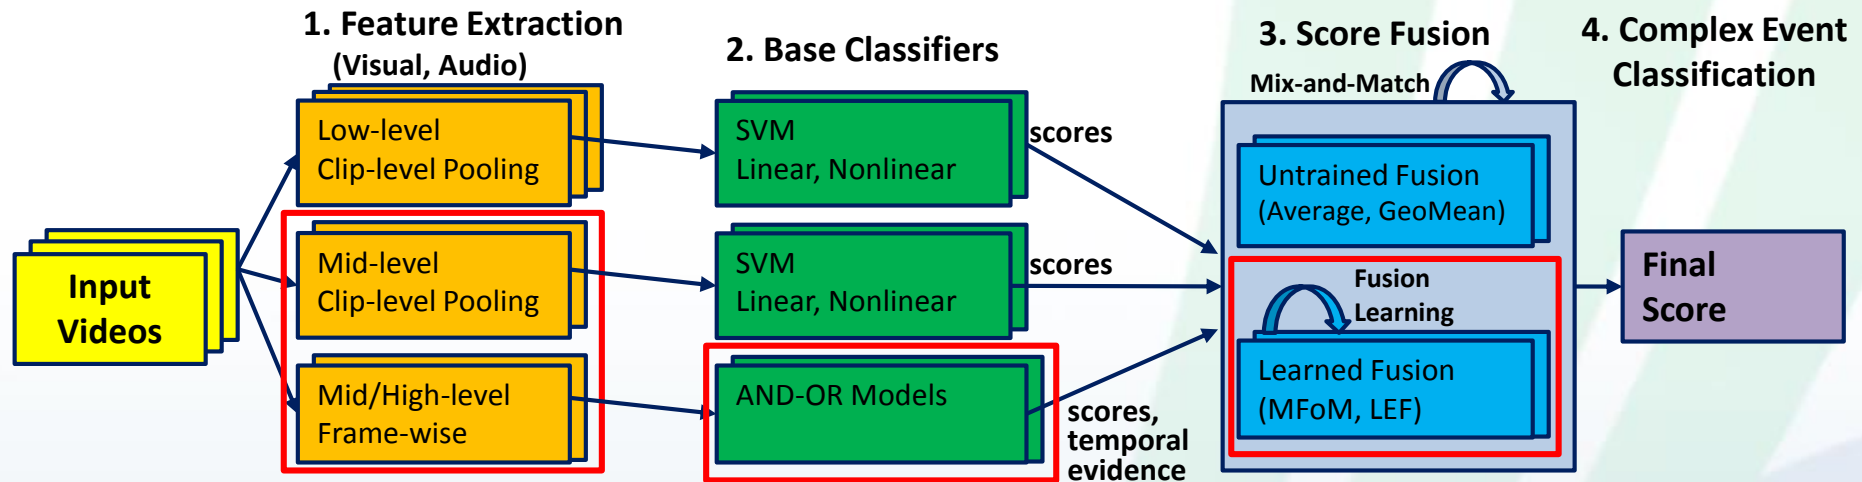 1. Feature Extraction
(Visual, Audio)
2. Base Classifiers
3. Score Fusion
4. Complex Event
Classification
Mix-and-Match
Input
Videos
Low-level
Clip-level Pooling
Mid-level
Clip-level Pooling
Mid/High-level
Frame-wise
SVM
Linear, Nonlinear
scores
SVM
Linear, Nonlinear
scores
AND-OR Models
scores,
temporal
evidence
Untrained Fusion
(Average, GeoMean)
Fusion
Learning
Learned Fusion
(MFoM, LEF)
Final
Score